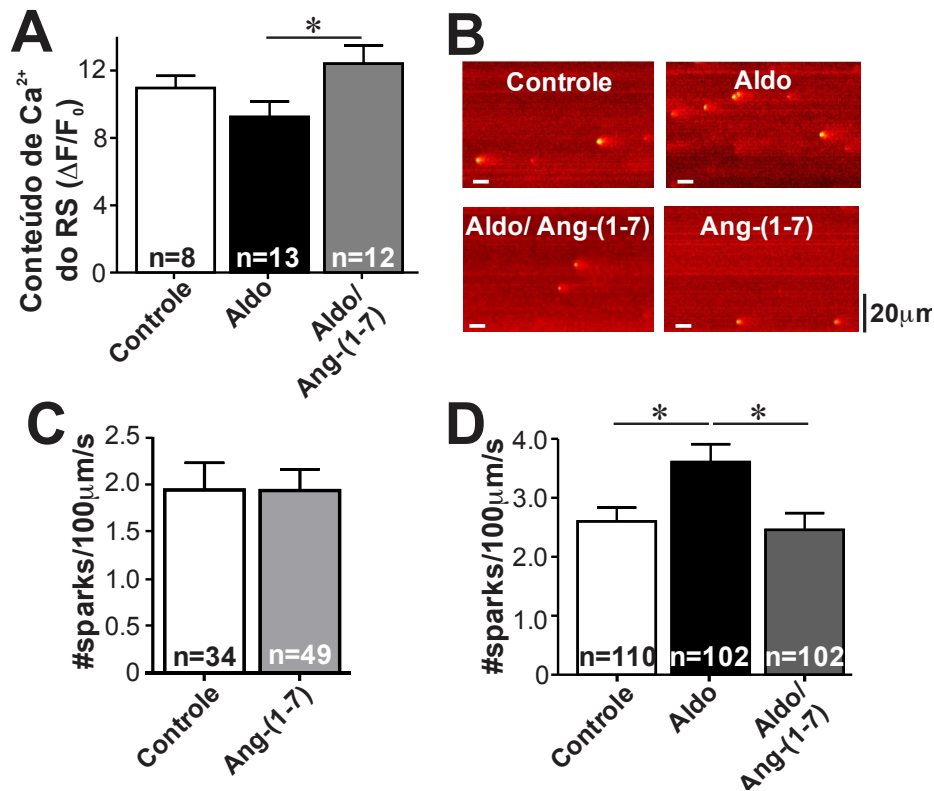 A
Conteúdo de Ca²⁺
do RS (ΔF/F₀)
12
8
4
0
*
n=8
n=13
n=12
Controle
Aldo
Aldo/
Ang-(1-7)
B
Controle
Aldo
Aldo/ Ang-(1-7)
Ang-(1-7)
20μm
C
#sparks/100μm/s
2.5
2.0
1.5
1.0
0.5
0
n=34
n=49
Controle
Ang-(1-7)
D
#sparks/100μm/s
4.0
3.0
2.0
1.0
0
*
*
n=110
n=102
n=102
Controle
Aldo
Aldo/
Ang-(1-7)